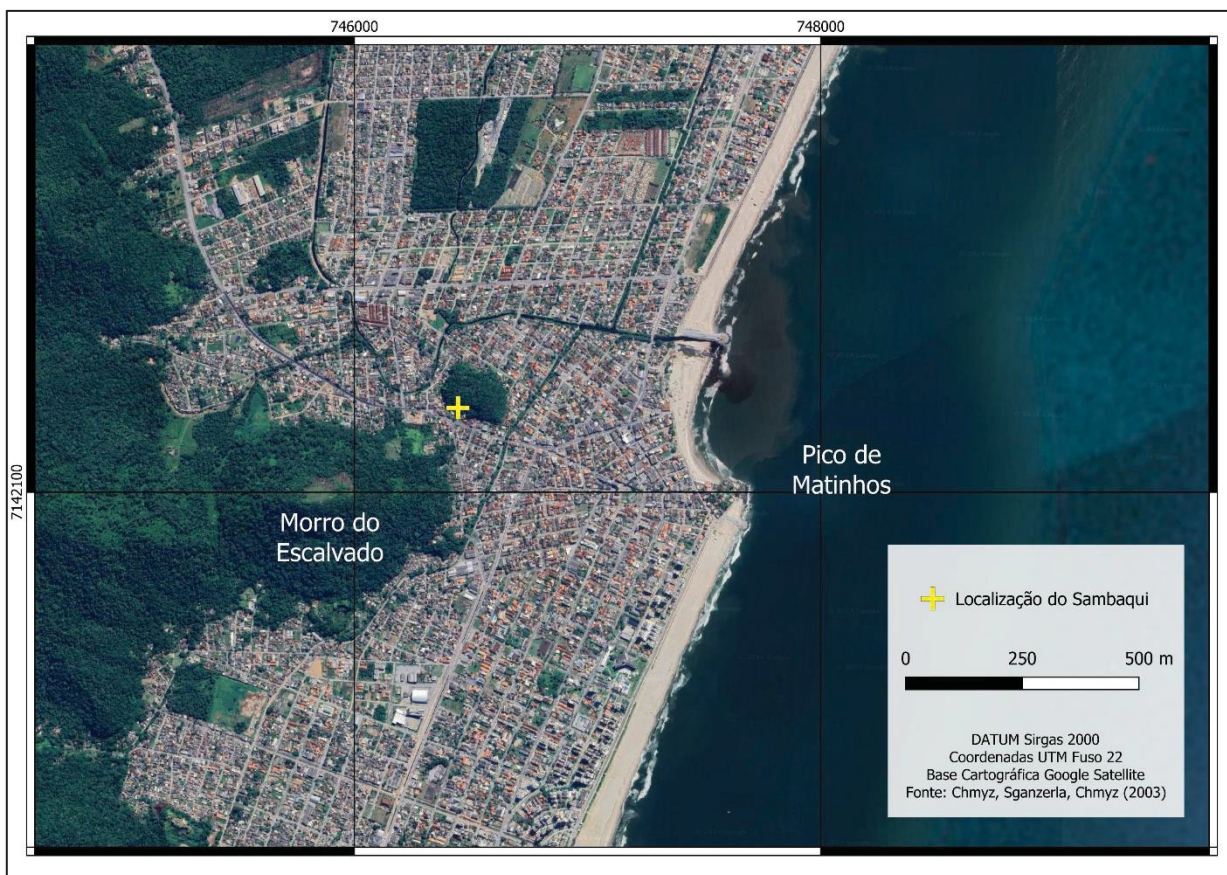 746000
748000
7142100
Pico de
Matinhos
Morro do
Escalvado
Localização do Sambaqui
0 250 500 m
DATUM Sirgas 2000
Coordenadas UTM Fuso 22
Base Cartográfica Google Satellite
Fonte: Chmyz, Sganzerla, Chmyz (2003)